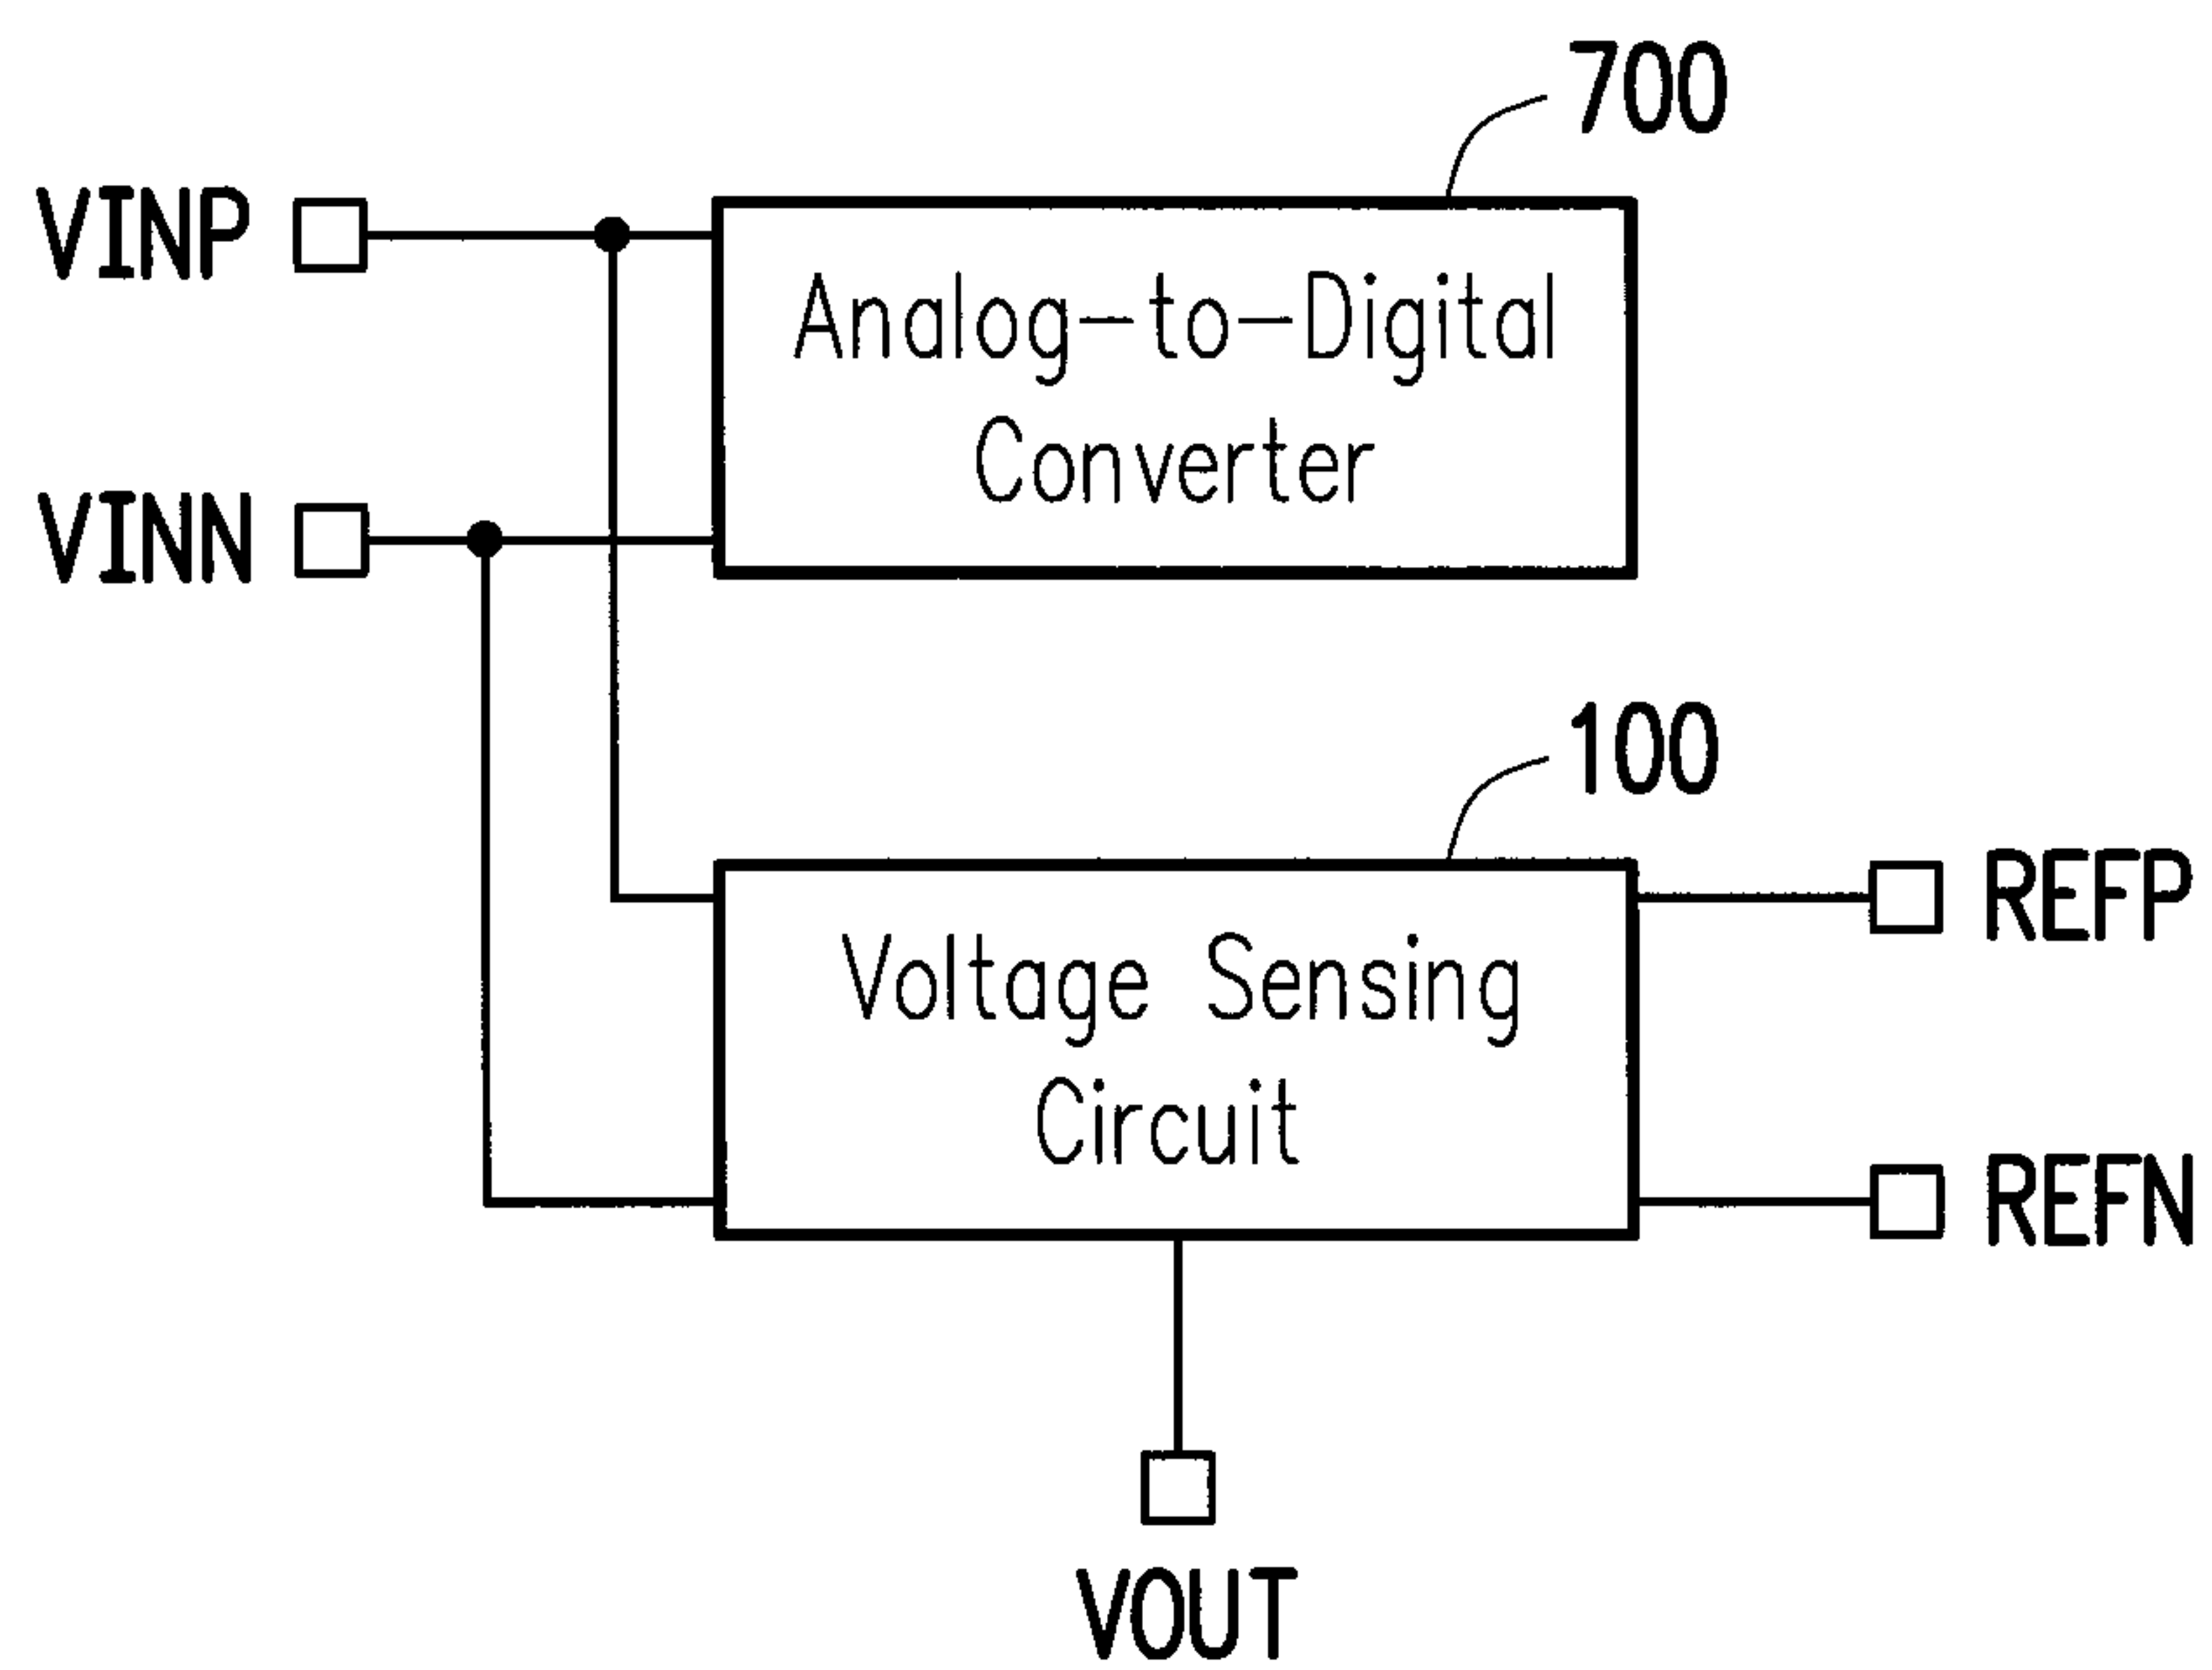 700
VINP
Analog-to-Digital
Converter
VINN
100
REFP
Voltage Sensing
Circuit
REFN
VOUT